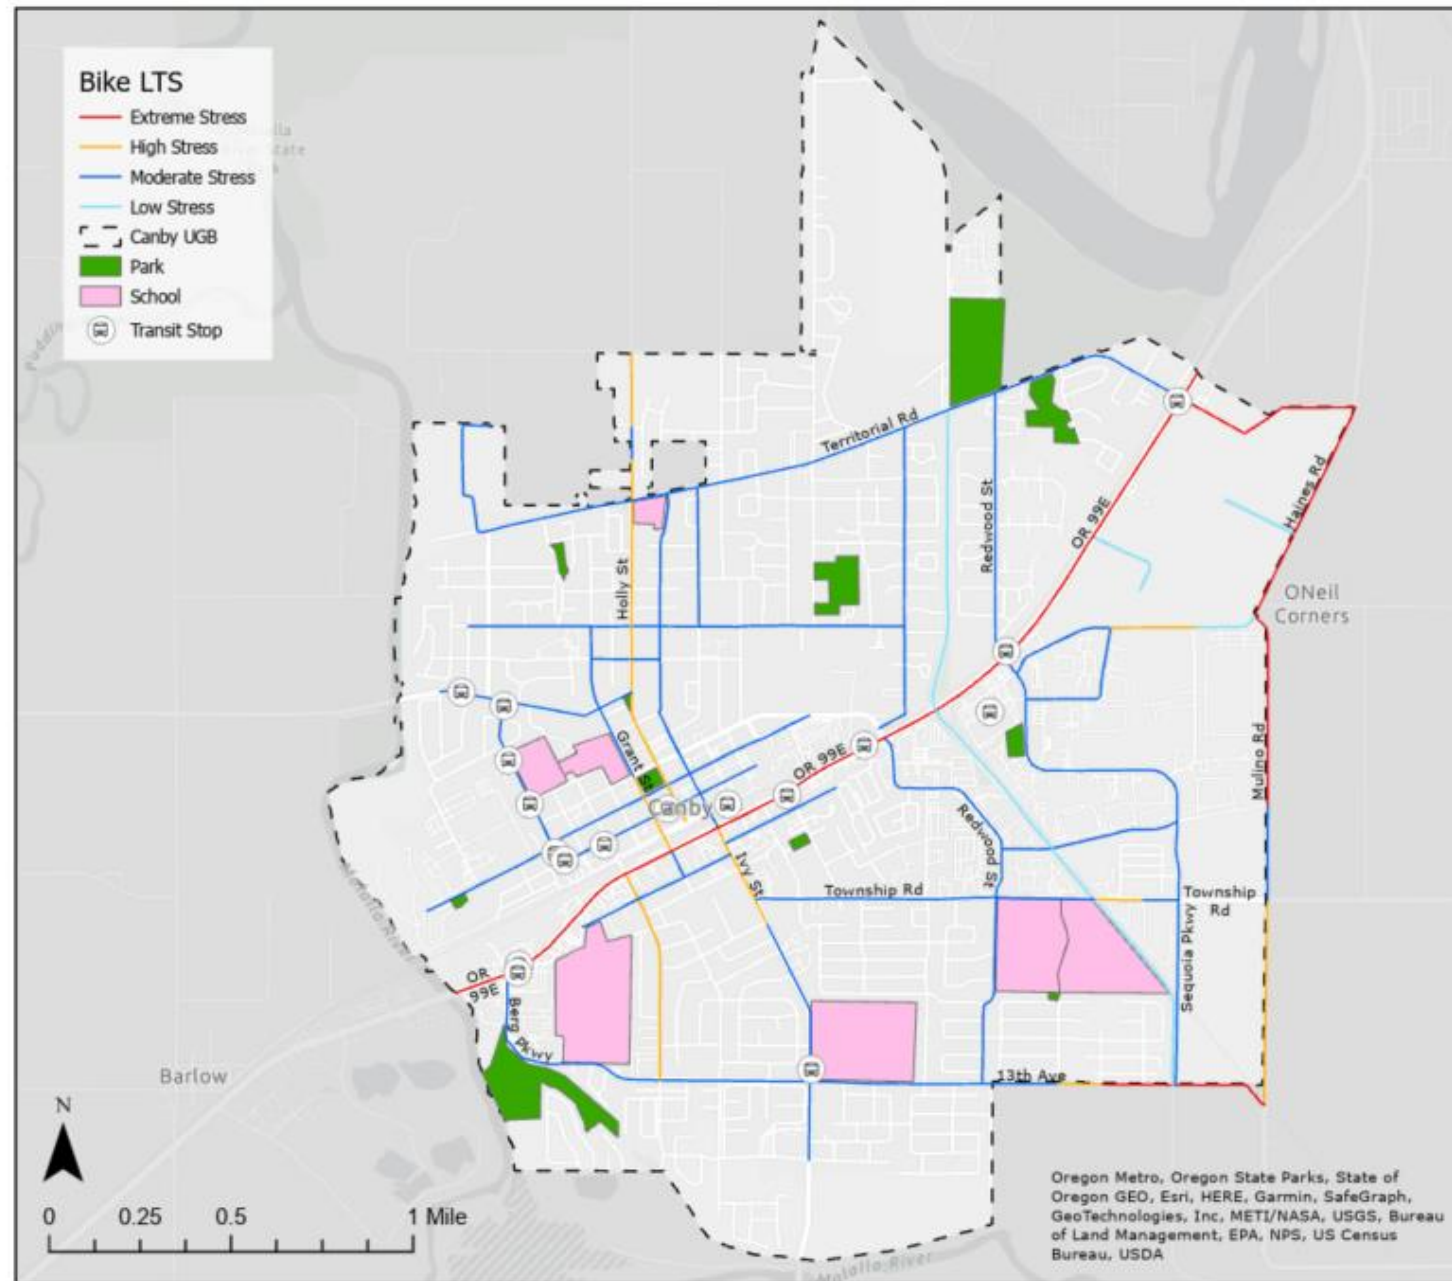 Bike LTS
Extreme Stress
High Stress
Moderate Stress
Low Stress
Canby UGB
Park
School
Transit Stop
State
Territorial Rd
Redwood St
OR 99E
Haines Rd
Holly St
ONeil
Corners
Grant St
OR 99E
Mulino Rd
Canby
Redwood St
Ivy St
Township Rd
Township
Rd
Sequoia Pkwy
OR
99E
Berg Pkwy
13th Ave
Barlow
N
0 0.25 0.5 1 Mile
Molalla River
Oregon Metro, Oregon State Parks, State of
Oregon GEO, Esri, HERE, Garmin, SafeGraph,
GeoTechnologies, Inc, METI/NASA, USGS, Bureau
of Land Management, EPA, NPS, US Census
Bureau, USDA